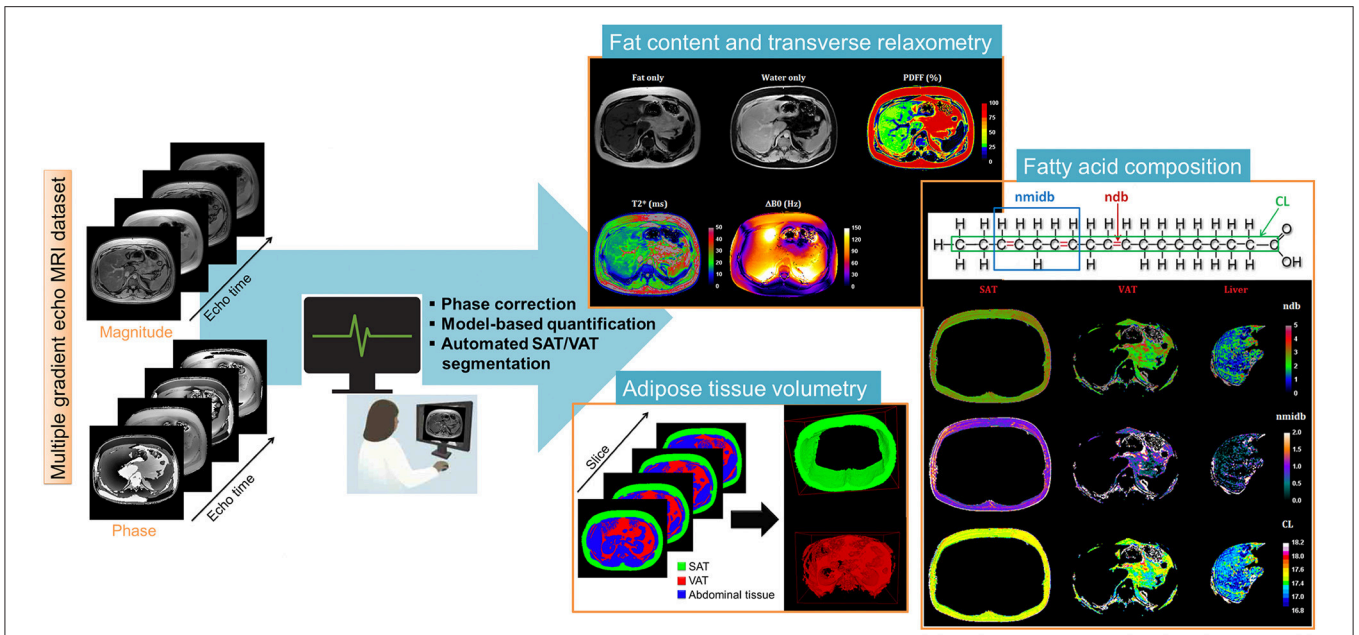 Multiple gradient echo MRI dataset
Echo time
Magnitude
Echo time
Phase
▪ Phase correction
▪ Model-based quantification
▪ Automated SAT/VAT
segmentation
Fat content and transverse relaxometry
Fat only
Water only
PDFF (%)
100
75
50
25
0
T2* (ms)
50
40
30
20
10
0
ΔB0 (Hz)
150
120
90
60
30
0
Adipose tissue volumetry
Slice
SAT
VAT
Abdominal tissue
Fatty acid composition
nmidb
ndb
CL
H H H H H H H H H H H H H H H H H
H C C C C C C C C C C C C C C C C C C O
OH
H H H H H H H H H H H
SAT
VAT
Liver
ndb
5
4
3
2
1
0
nmidb
2.0
1.5
1.0
0.5
0.0
CL
18.2
18.0
17.6
17.4
17.2
17.0
16.8